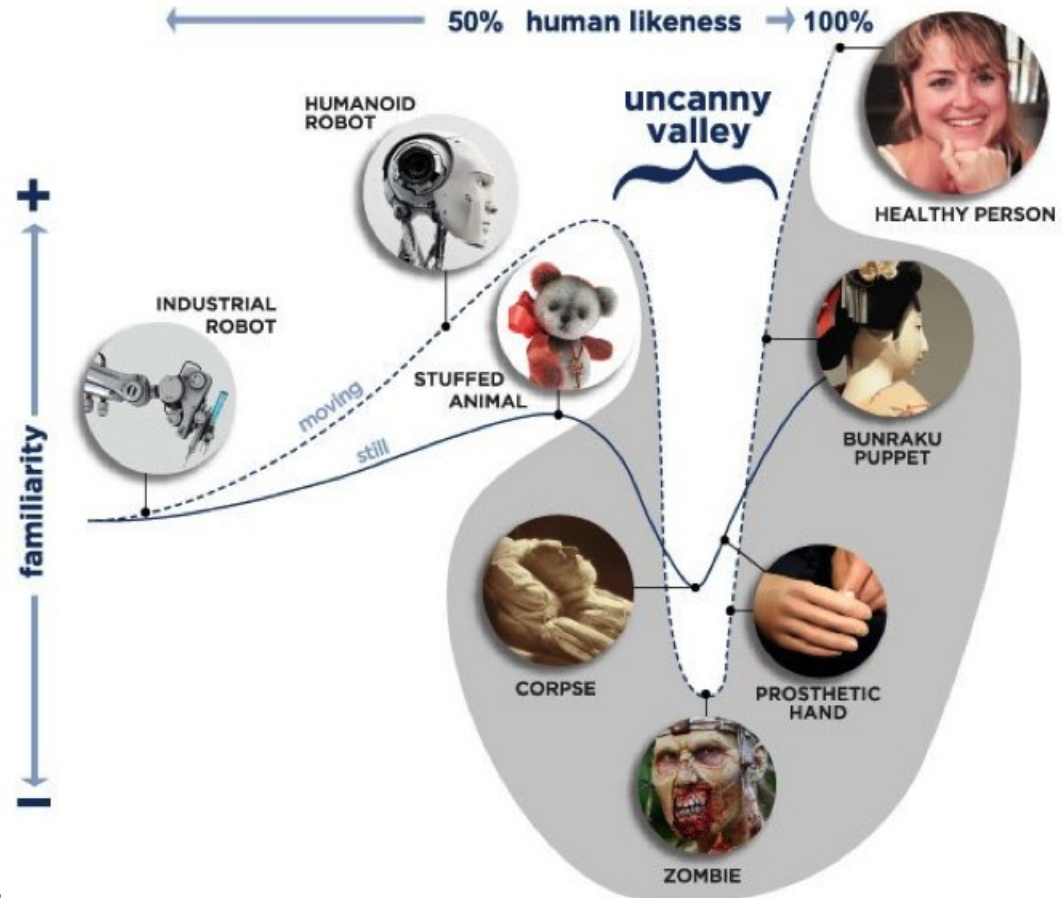 50% human likeness 100%
HUMANOID
ROBOT
uncanny
valley
+
HEALTHY PERSON
INDUSTRIAL
ROBOT
STUFFED
ANIMAL
moving
still
familiarity
BUNRAKU
PUPPET
CORPSE
PROSTHETIC
HAND
ZOMBIE